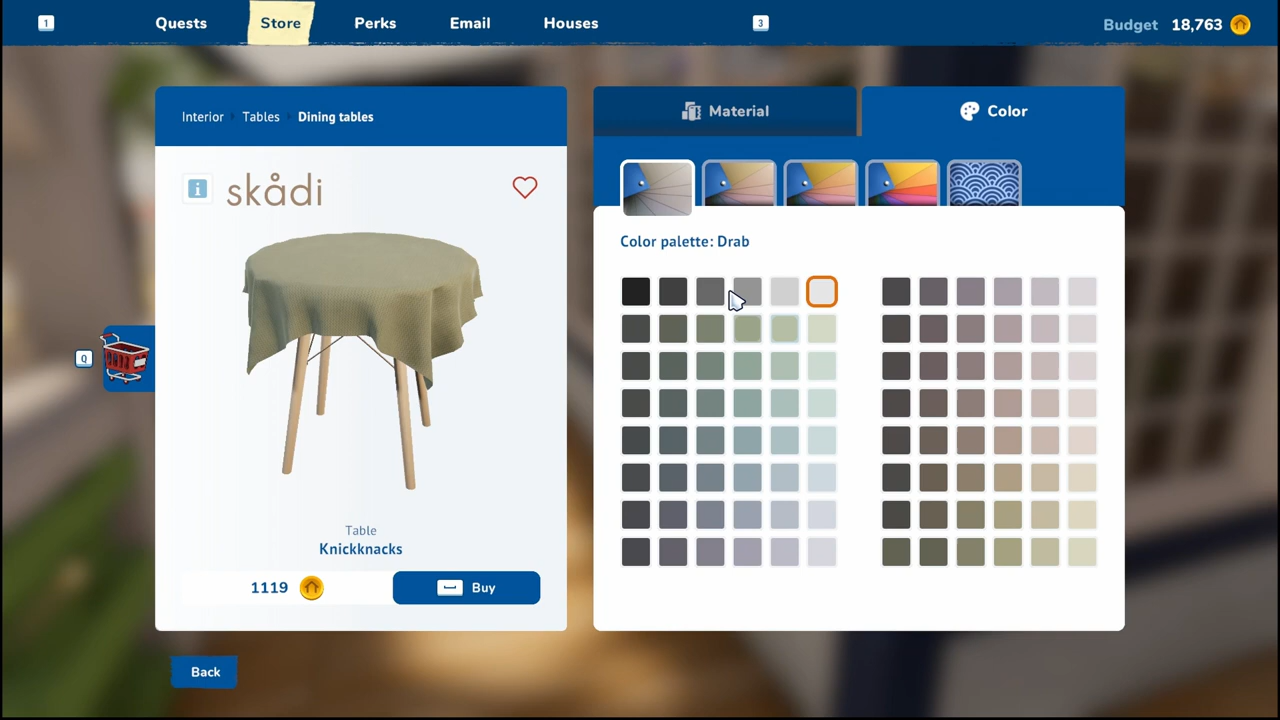 1
Quests
Store
Perks
Email
Houses
3
Budget 18,763
Interior Tables Dining tables
Material
Color
i
skådi
Color palette: Drab
Q
Table
Knickknacks
1119
Buy
Back